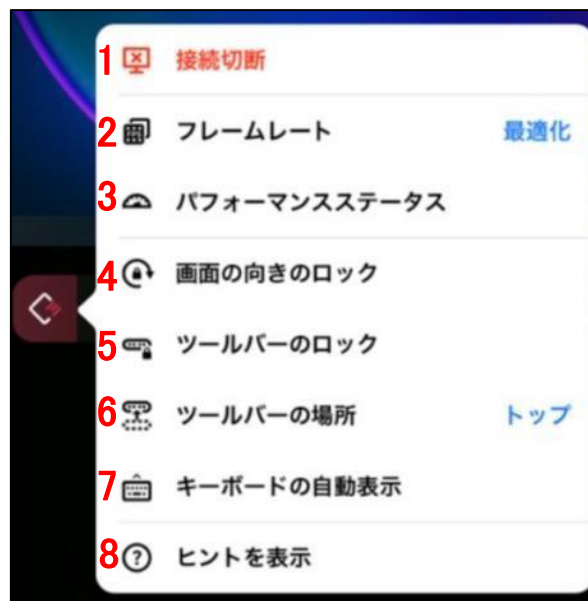 1 接続切断
2 フレームレート 最適化
3 パフォーマンスステータス
4 画面の向きのロック
5 ツールバーのロック
6 ツールバーの場所 トップ
7 キーボードの自動表示
8 ヒントを表示